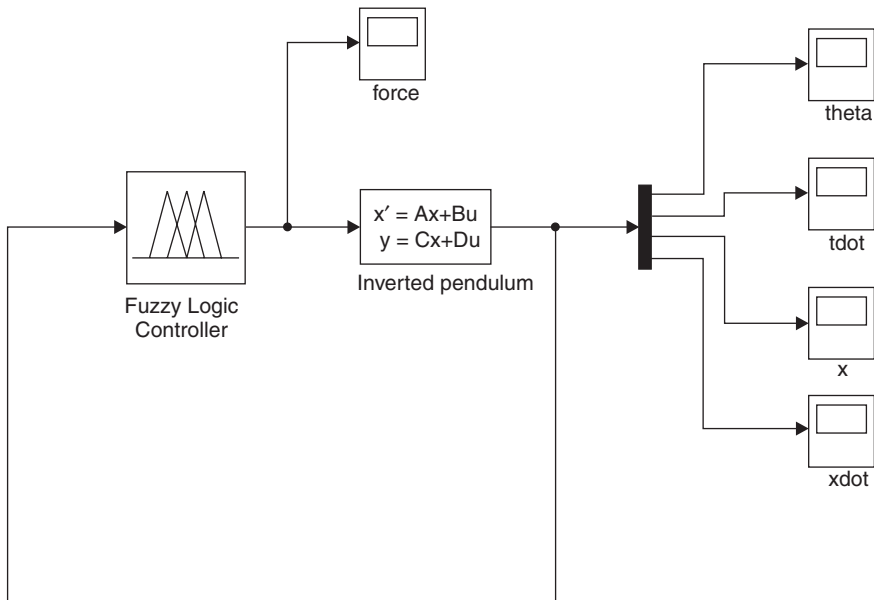 force
theta
x′ = Ax+Bu
y = Cx+Du
tdot
Inverted pendulum
Fuzzy Logic
Controller
x
xdot